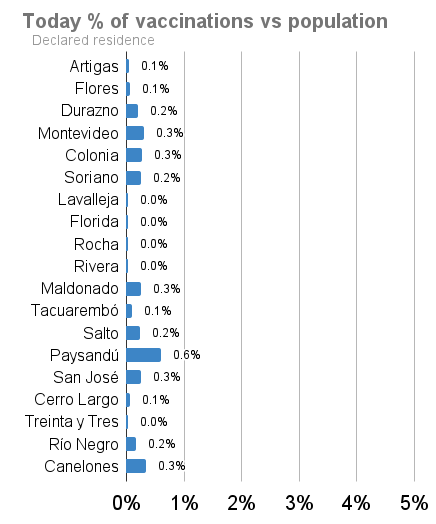 Today % of vaccinations vs population
Declared residence
Artigas 0.1%
Flores 0.1%
Durazno 0.2%
Montevideo 0.3%
Colonia 0.3%
Soriano 0.2%
Lavalleja 0.0%
Florida 0.0%
Rocha 0.0%
Rivera 0.0%
Maldonado 0.3%
Tacuarembó 0.1%
Salto 0.2%
Paysandú 0.6%
San José 0.3%
Cerro Largo 0.1%
Treinta y Tres 0.0%
Río Negro 0.2%
Canelones 0.3%
0% 1% 2% 3% 4% 5%